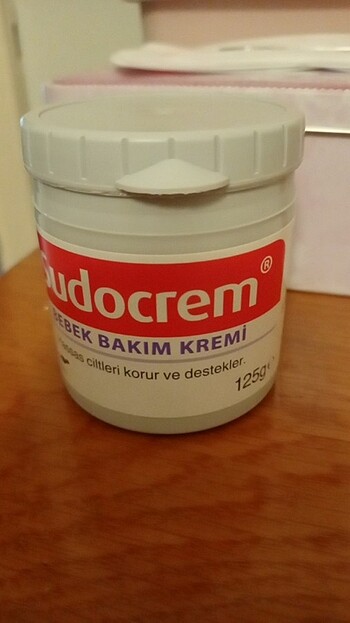 Sudocrem®
BEBEK BAKIM KREMİ
ciltleri korur ve destekler.
125g℮